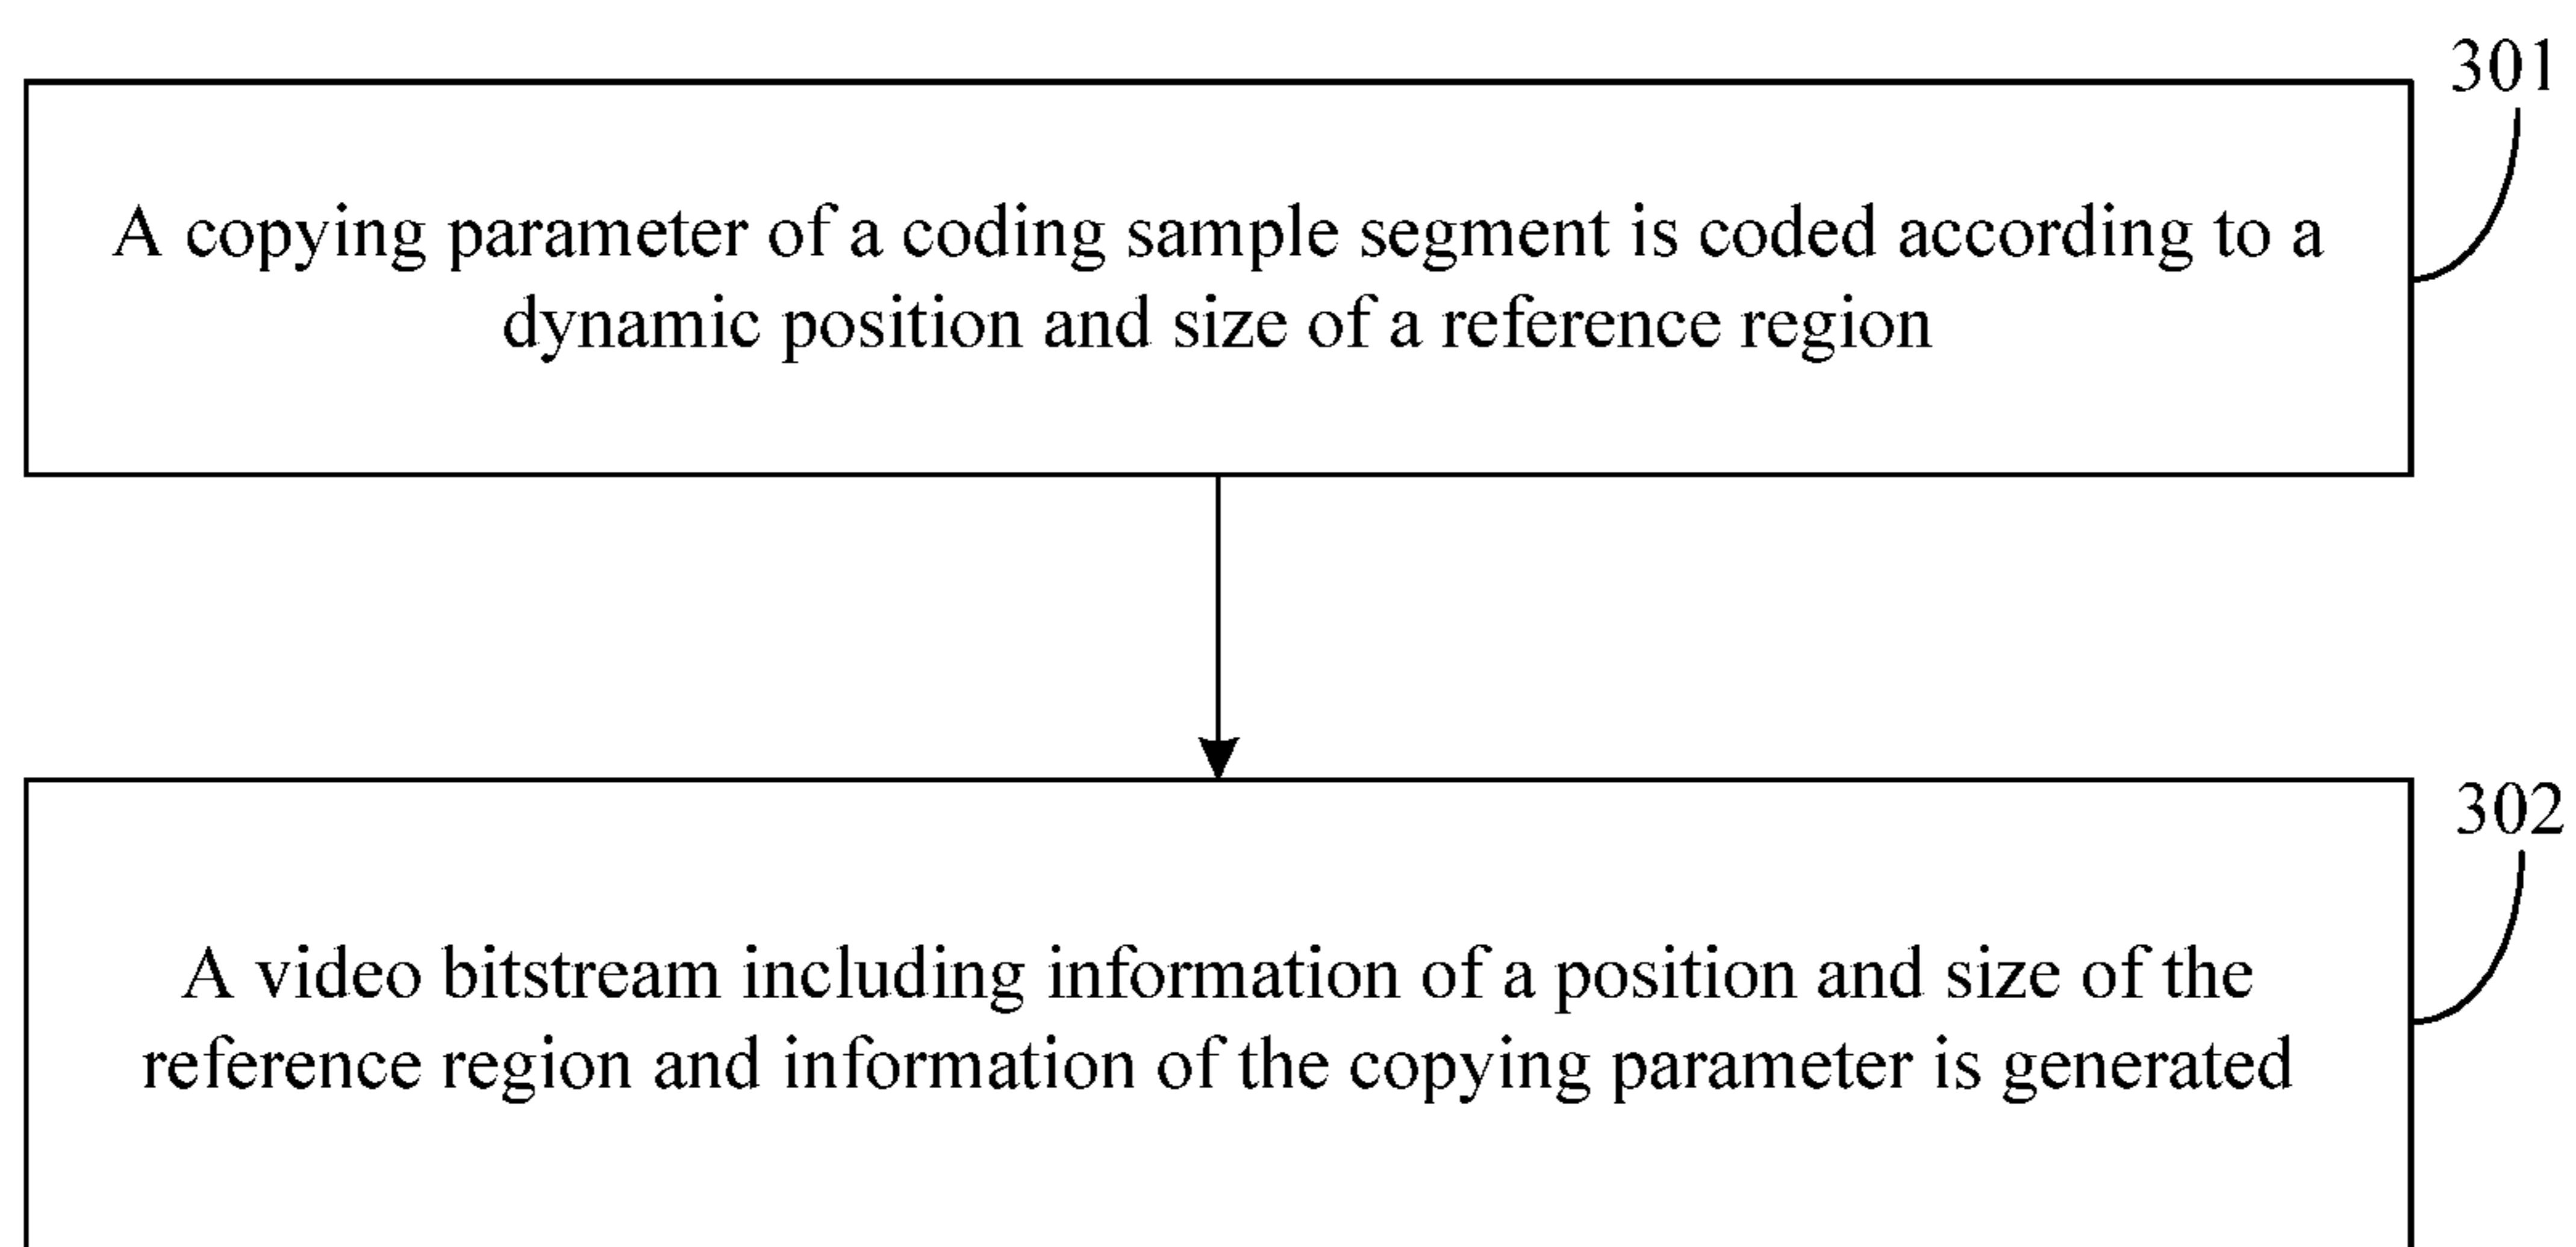 301
A copying parameter of a coding sample segment is coded according to a
dynamic position and size of a reference region
302
A video bitstream including information of a position and size of the
reference region and information of the copying parameter is generated